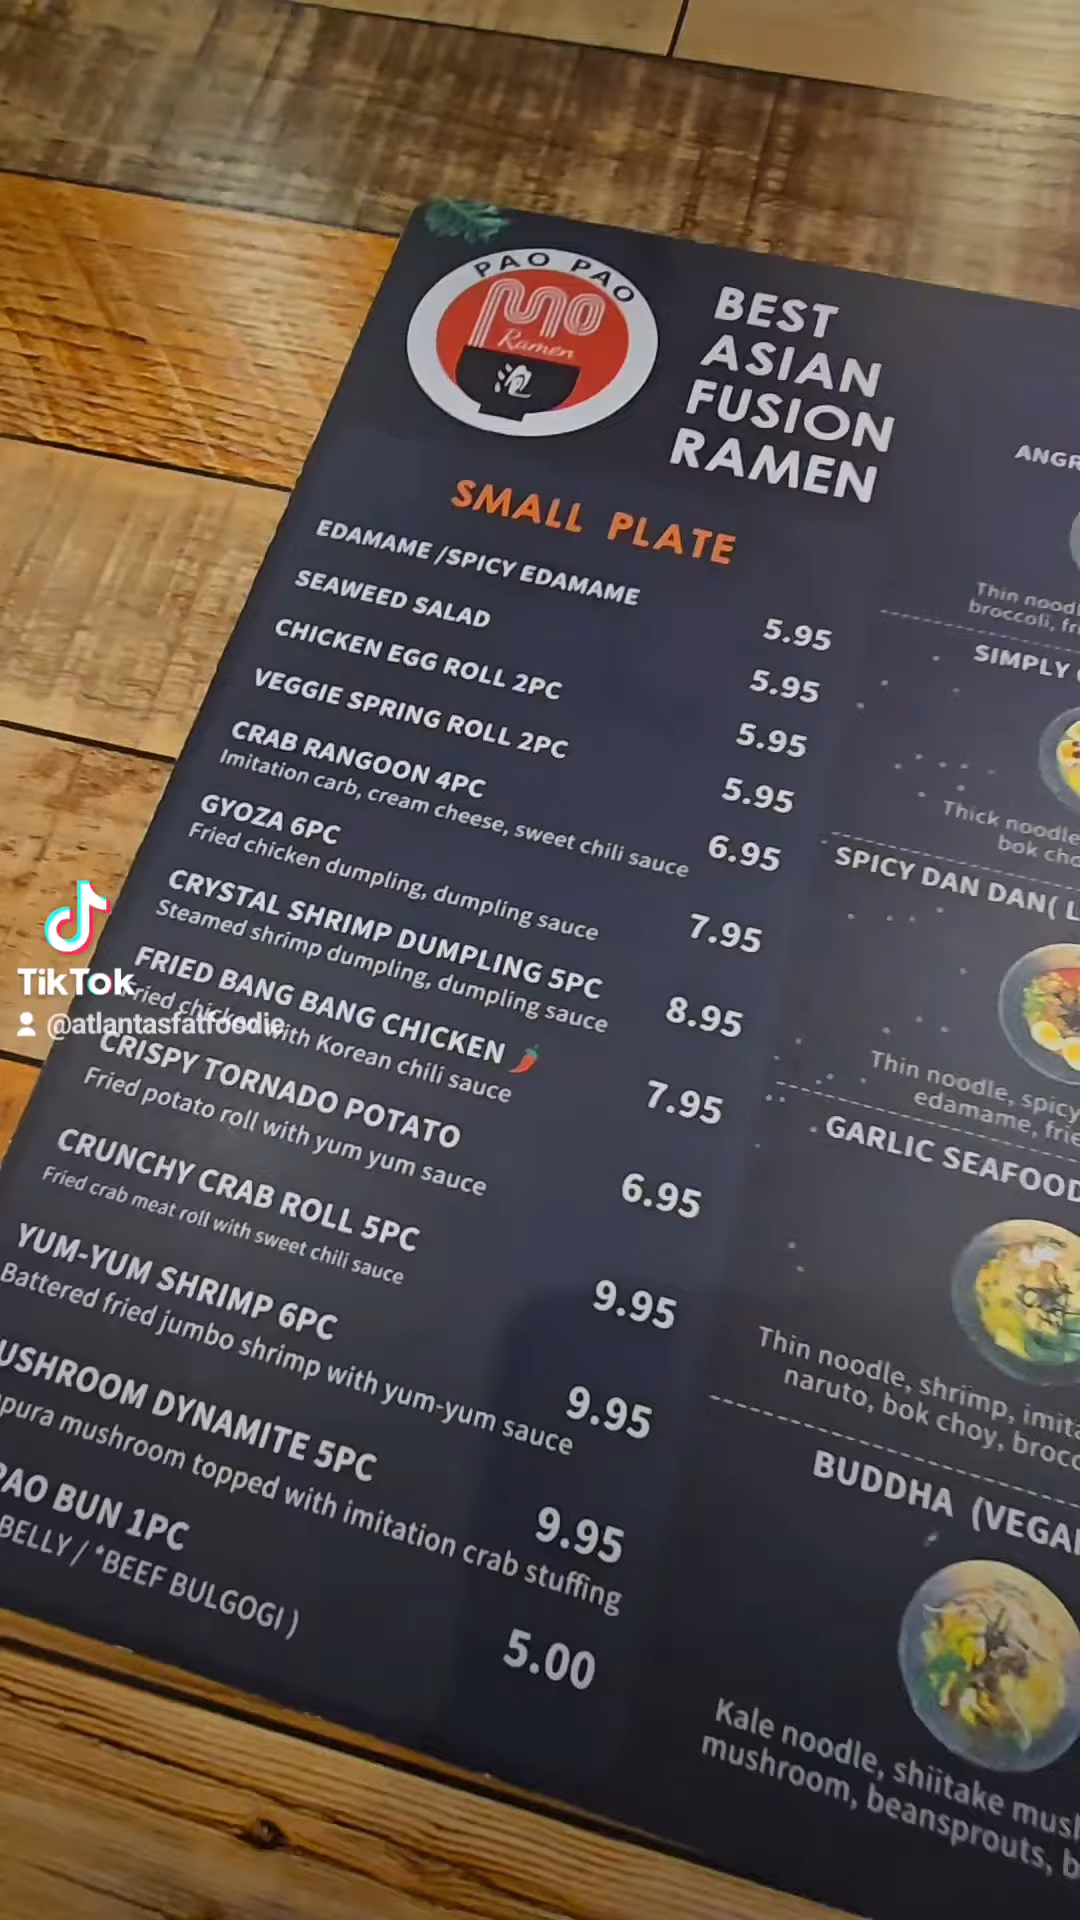 PAO PAO
MO
Ramen
BEST
ASIAN
FUSION
RAMEN
SMALL PLATE
EDAMAME /SPICY EDAMAME 5.95
SEAWEED SALAD 5.95
CHICKEN EGG ROLL 2PC 5.95
VEGGIE SPRING ROLL 2PC 5.95
CRAB RANGOON 4PC 6.95
Imitation carb, cream cheese, sweet chili sauce
GYOZA 6PC 7.95
Fried chicken dumpling, dumpling sauce
CRYSTAL SHRIMP DUMPLING 5PC 8.95
Steamed shrimp dumpling, dumpling sauce
FRIED BANG BANG CHICKEN 7.95
Fried chicken with Korean chili sauce
CRISPY TORNADO POTATO 6.95
Fried potato roll with yum yum sauce
CRUNCHY CRAB ROLL 5PC 9.95
Fried crab meat roll with sweet chili sauce
YUM-YUM SHRIMP 6PC 9.95
Battered fried jumbo shrimp with yum-yum sauce
USHROOM DYNAMITE 5PC 9.95
pura mushroom topped with imitation crab stuffing
PAO BUN 1PC 5.00
BELLY / *BEEF BULGOGI )
ANGR
Thin noodl
broccoli, fri
SIMPLY
Thick noodle
bok cho
SPICY DAN DAN( L
Thin noodle, spicy
edamame, frie
GARLIC SEAFOOD
Thin noodle, shrimp, imita
naruto, bok choy, brocc
BUDDHA (VEGAN
Kale noodle, shiitake mush
mushroom, beansprouts, b
TikTok
@atlantasfatfoodie